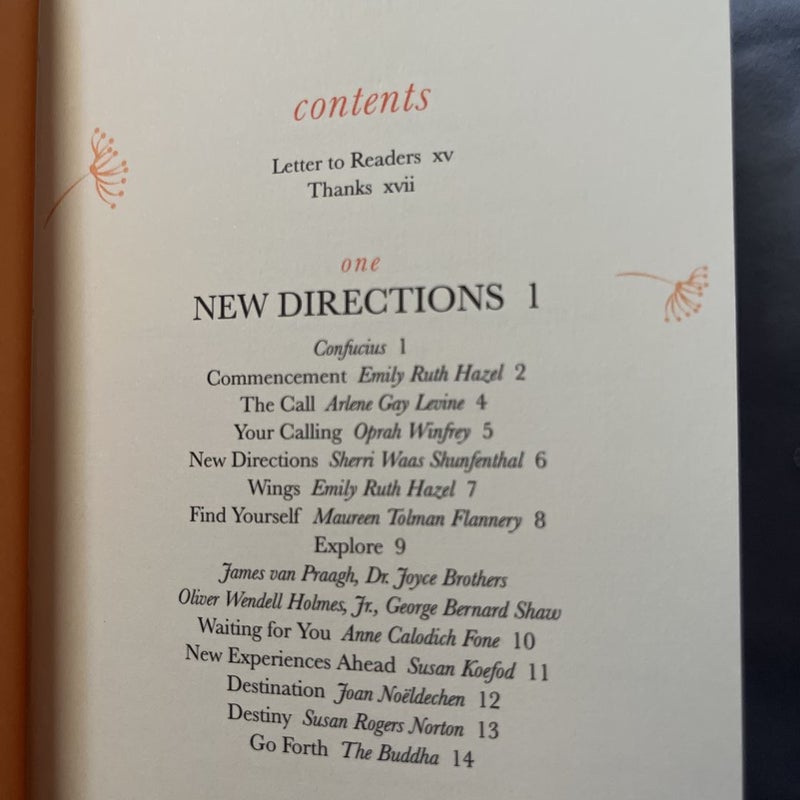 contents
Letter to Readers xv
Thanks xvii
one
NEW DIRECTIONS 1
Confucius 1
Commencement Emily Ruth Hazel 2
The Call Arlene Gay Levine 4
Your Calling Oprah Winfrey 5
New Directions Sherri Waas Shunfenthal 6
Wings Emily Ruth Hazel 7
Find Yourself Maureen Tolman Flannery 8
Explore 9
James van Praagh, Dr. Joyce Brothers
Oliver Wendell Holmes, Jr., George Bernard Shaw
Waiting for You Anne Calodich Fone 10
New Experiences Ahead Susan Koefod 11
Destination Joan Noëldechen 12
Destiny Susan Rogers Norton 13
Go Forth The Buddha 14